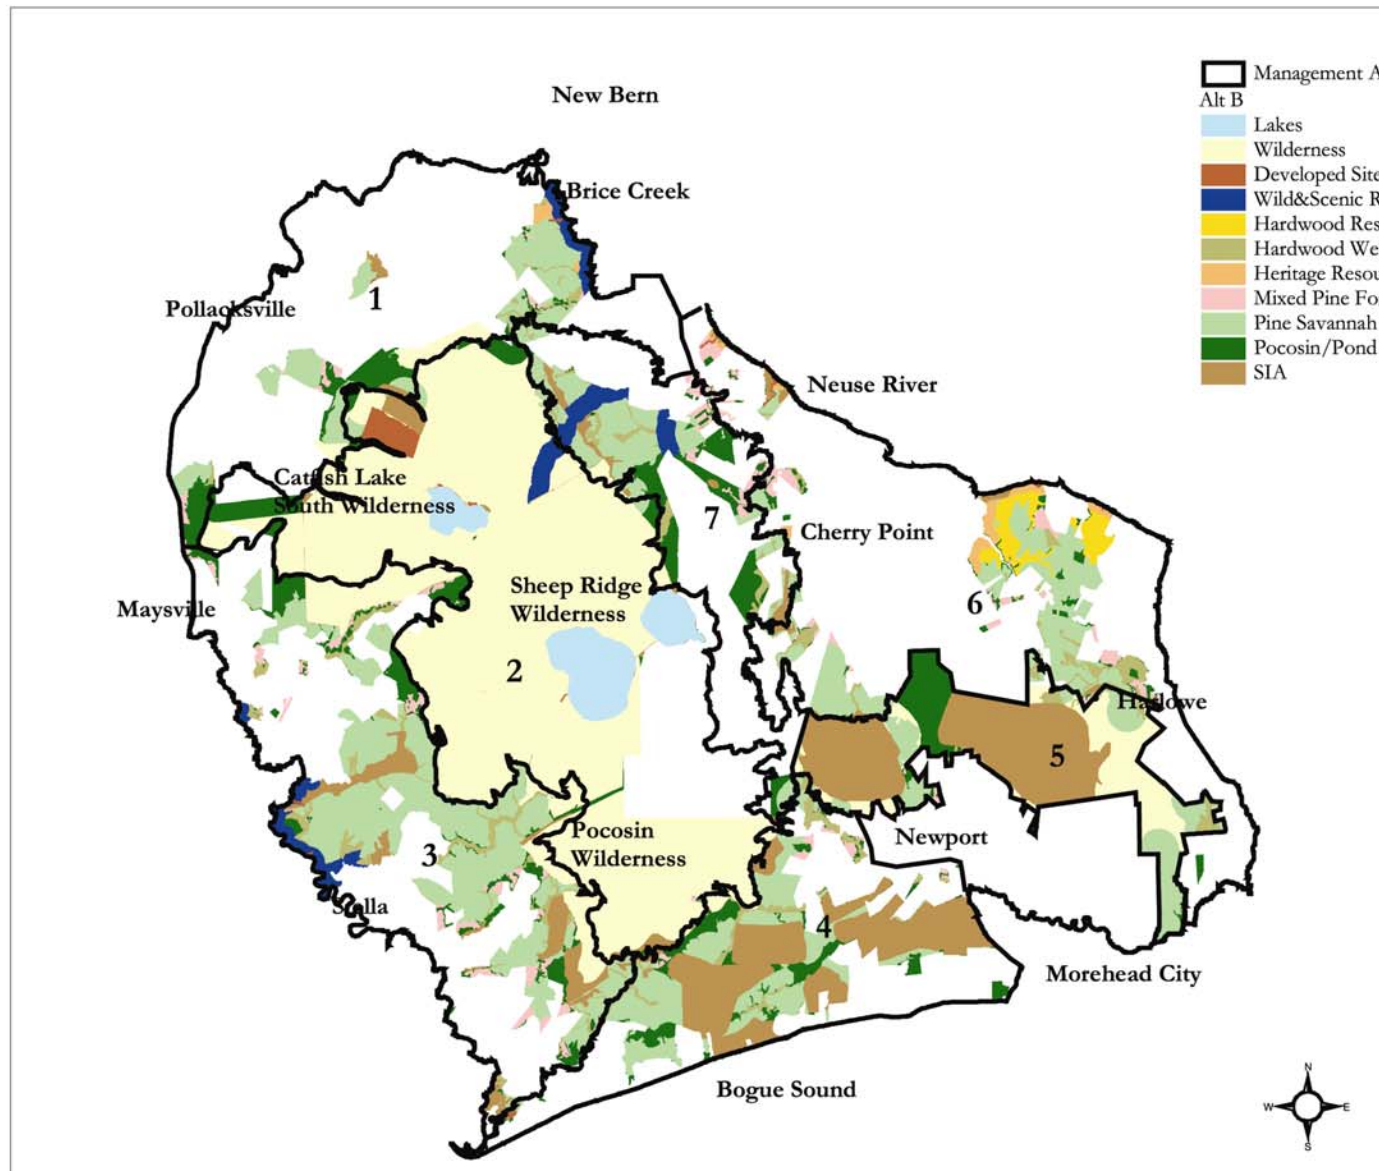 New Bern
Brice Creek
Pollacksville
1
Neuse River
Catfish Lake
South Wilderness
7
Cherry Point
Sheep Ridge
Wilderness
Maysville
6
2
Harlowe
5
Newport
Pocosin
Wilderness
3
Stella
4
Morehead City
Bogue Sound
Management A
Alt B
Lakes
Wilderness
Developed Site
Wild&Scenic R
Hardwood Res
Hardwood We
Heritage Resou
Mixed Pine Fo
Pine Savannah
Pocosin/Pond
SIA
N
W E
S